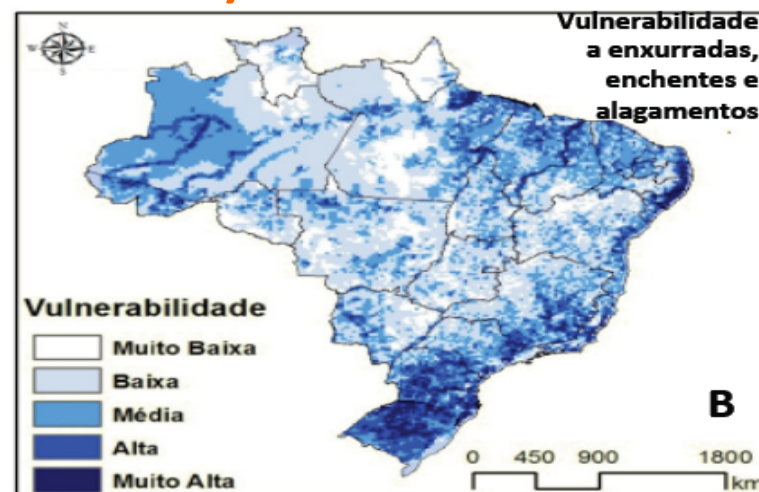 Vulnerabilidade
a enxurradas,
enchentes e
alagamentos
N
W E
S
Vulnerabilidade
Muito Baixa
Baixa
Média
Alta
Muito Alta
B
0 450 900 1800
km